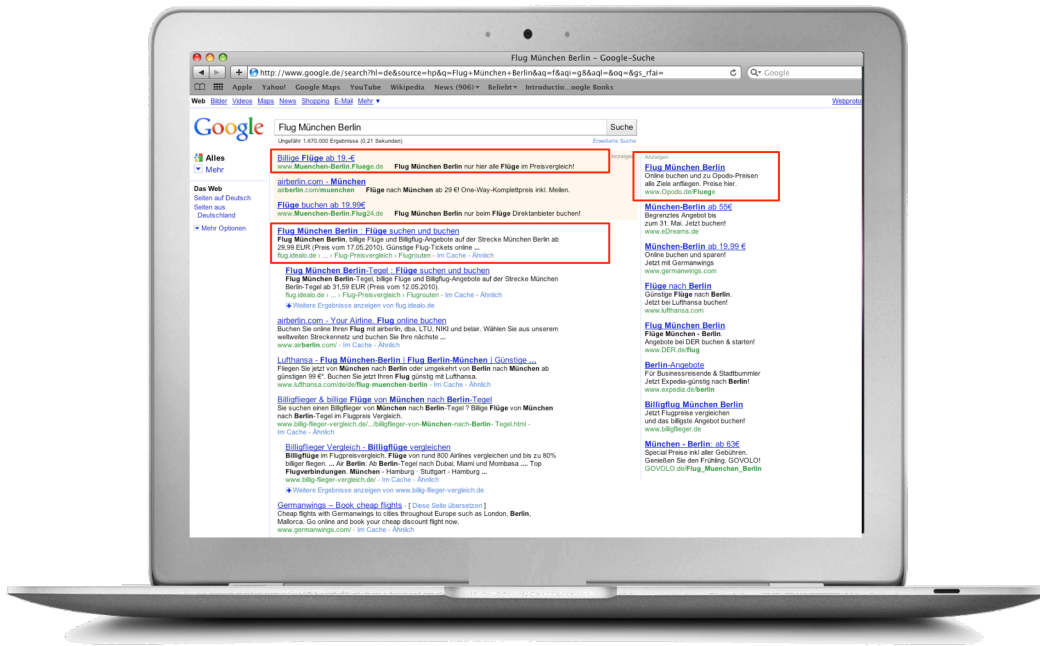 Flug München Berlin – Google-Suche
http://www.google.de/search?hl=de&source=hp&q=Flug+München+Berlin&aq=f&aqi=g8&aql=&oq=&gs_rfai=
Google
Apple Yahoo! Google Maps YouTube Wikipedia News (906) Beliebt Introductio...oogle Books
Web Bilder Videos Maps News Shopping E-Mail Mehr
Webproto
Google
Flug München Berlin
Suche
Ungefähr 1.670.000 Ergebnisse (0,21 Sekunden)
Erweiterte Suche
Alles
Mehr
Das Web
Seiten auf Deutsch
Seiten aus
Deutschland
Mehr Optionen
Billige Flüge ab 19,-€
Anzeigen
www.Muenchen-Berlin.Fluege.de Flug München Berlin nur hier alle Flüge im Preisvergleich!
airberlin.com - München
airberlin.com/muenchen Flüge nach München ab 29 €! One-Way-Komplettpreis inkl. Meilen.
Flüge buchen ab 19,99€
www.Muenchen-Berlin.Flug24.de Flug München Berlin nur beim Flüge Direktanbieter buchen!
Flug München Berlin : Flüge suchen und buchen
Flug München Berlin, billige Flüge und Billigflug-Angebote auf der Strecke München Berlin ab
29,99 EUR (Preis vom 17.05.2010). Günstige Flug-Tickets online ...
flug.idealo.de › ... › Flug-Preisvergleich › Flugrouten - Im Cache - Ähnlich
Flug München Berlin-Tegel : Flüge suchen und buchen
Flug München Berlin-Tegel, billige Flüge und Billigflug-Angebote auf der Strecke München
Berlin-Tegel ab 31,59 EUR (Preis vom 12.05.2010).
flug.idealo.de › ... › Flug-Preisvergleich › Flugrouten - Im Cache - Ähnlich
Weitere Ergebnisse anzeigen von flug.idealo.de
airberlin.com - Your Airline. Flug online buchen
Buchen Sie online Ihren Flug mit airberlin, dba, LTU, NIKI und belair. Wählen Sie aus unserem
weltweiten Streckennetz und buchen Sie Ihre nächste ...
www.airberlin.com/ - Im Cache - Ähnlich
Lufthansa - Flug München-Berlin | Flug Berlin-München | Günstige ...
Fliegen Sie jetzt von München nach Berlin oder umgekehrt von Berlin nach München ab
günstigen 99 €*. Buchen Sie jetzt Ihren Flug günstig mit Lufthansa.
www.lufthansa.com/de/de/flug-muenchen-berlin - Im Cache - Ähnlich
Billigflieger & billige Flüge von München nach Berlin-Tegel
Sie suchen einen Billigflieger von München nach Berlin-Tegel ? Billige Flüge von München
nach Berlin-Tegel im Flugpreis Vergleich.
www.billig-flieger-vergleich.de/.../billigflieger-von-München-nach-Berlin- Tegel.html -
Im Cache - Ähnlich
Billigflieger Vergleich - Billigflüge vergleichen
Billigflüge im Flugpreisvergleich. Flüge von rund 800 Airlines vergleichen und bis zu 80%
billiger fliegen. ... Air Berlin: Ab Berlin-Tegel nach Dubai, Miami und Mombasa .... Top
Flugverbindungen. München - Hamburg · Stuttgart - Hamburg ...
www.billig-flieger-vergleich.de/ - Im Cache - Ähnlich
Weitere Ergebnisse anzeigen von www.billig-flieger-vergleich.de
Germanwings – Book cheap flights - [ Diese Seite übersetzen ]
Cheap flights with Germanwings to cities throughout Europe such as London, Berlin,
Mallorca. Go online and book your cheap discount flight now.
www.germanwings.com/ - Im Cache - Ähnlich
Anzeigen
Flug München Berlin
Online buchen und zu Opodo-Preisen
alle Ziele anfliegen. Preise hier.
www.Opodo.de/Fluege
München-Berlin ab 55€
Begrenztes Angebot bis
zum 31. Mai. Jetzt buchen!
www.eDreams.de
München-Berlin ab 19,99 €
Online buchen und sparen!
Jetzt mit Germanwings
www.germanwings.com
Flüge nach Berlin
Günstige Flüge nach Berlin.
Jetzt bei Lufthansa buchen!
www.lufthansa.com
Flug München Berlin
Flüge München - Berlin.
Angebote bei DER buchen & starten!
www.DER.de/flug
Berlin-Angebote
Für Businessreisende & Stadtbummler
Jetzt Expedia-günstig nach Berlin!
www.expedia.de/berlin
Billigflug München Berlin
Jetzt Flugpreise vergleichen
und das billigste Angebot buchen!
www.billigflieger.de
München - Berlin: ab 63€
Special Preise inkl aller Gebühren.
Genießen Sie den Frühling. GOVOLO!
GOVOLO.de/Flug_Muenchen_Berlin